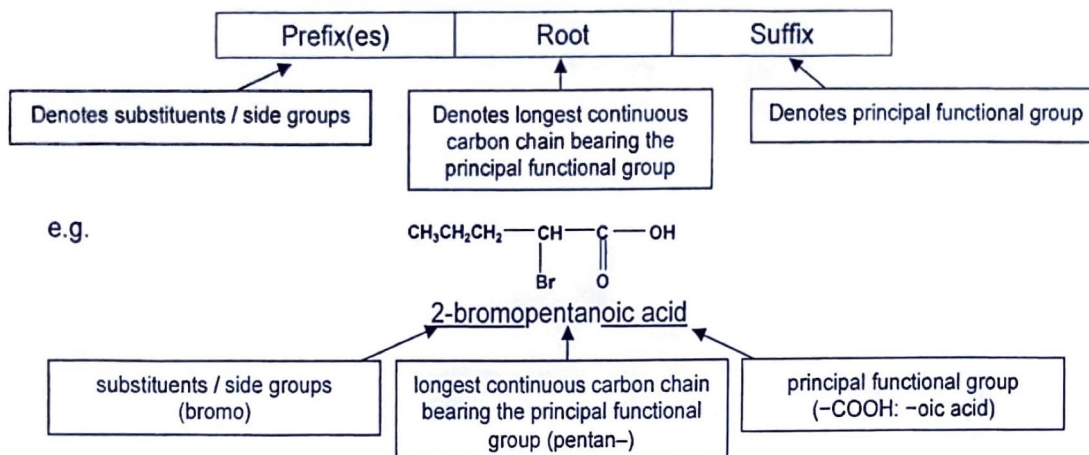 Prefix(es) Root Suffix
Denotes substituents / side groups
Denotes longest continuous
carbon chain bearing the
principal functional group
Denotes principal functional group
e.g.
CH₃CH₂CH₂—CH—C—OH
Br O
2-bromopentanoic acid
substituents / side groups
(bromo)
longest continuous carbon chain
bearing the principal functional
group (pentan–)
principal functional group
(−COOH: −oic acid)